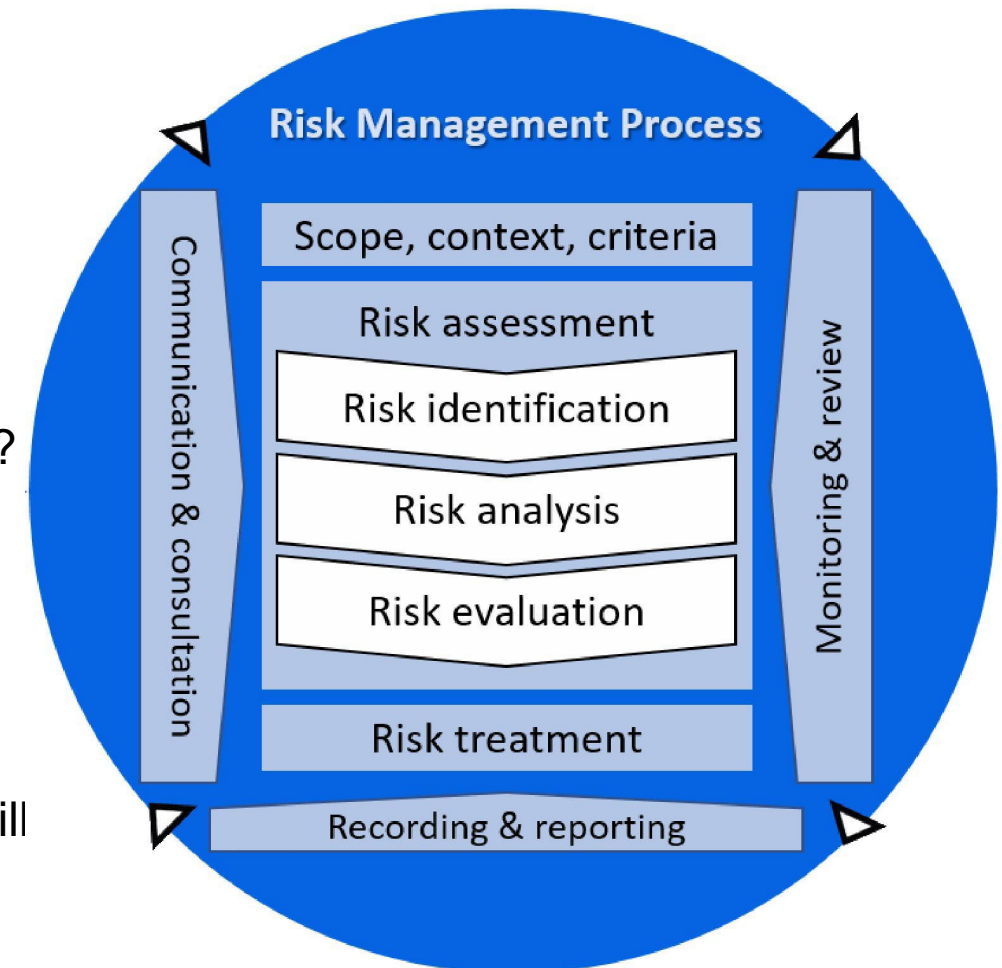 Risk Management Process
Scope, context, criteria
Risk assessment
Risk identification
Risk analysis
Risk evaluation
Risk treatment
Recording & reporting
Communication & consultation
Monitoring & review
?